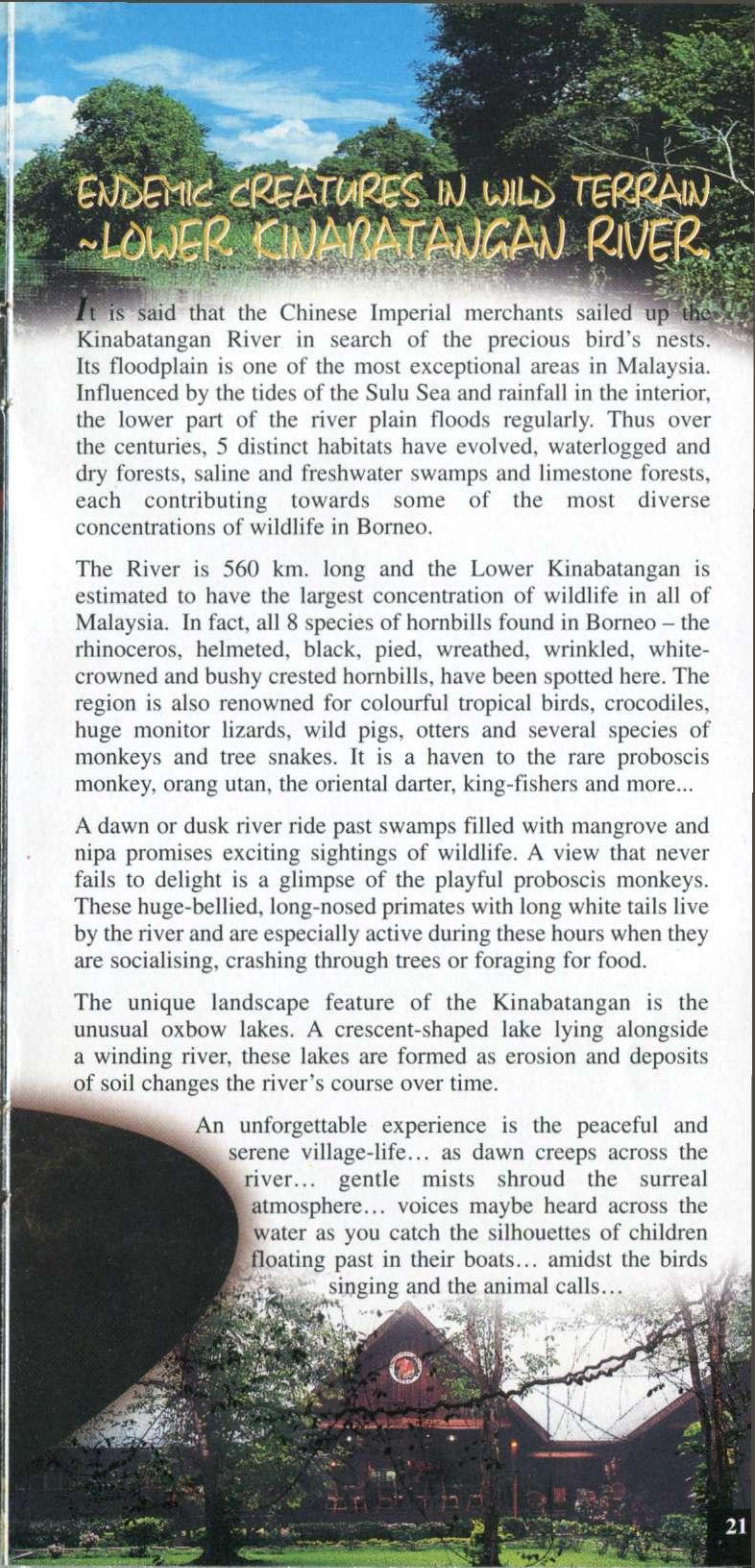 ENDEMIC CREATURES IN WILD TERRAIN
~LOWER KINABATANGAN RIVER.
It is said that the Chinese Imperial merchants sailed up the
Kinabatangan River in search of the precious bird's nests.
Its floodplain is one of the most exceptional areas in Malaysia.
Influenced by the tides of the Sulu Sea and rainfall in the interior,
the lower part of the river plain floods regularly. Thus over
the centuries, 5 distinct habitats have evolved, waterlogged and
dry forests, saline and freshwater swamps and limestone forests,
each contributing towards some of the most diverse
concentrations of wildlife in Borneo.
The River is 560 km. long and the Lower Kinabatangan is
estimated to have the largest concentration of wildlife in all of
Malaysia. In fact, all 8 species of hornbills found in Borneo – the
rhinoceros, helmeted, black, pied, wreathed, wrinkled, white-
crowned and bushy crested hornbills, have been spotted here. The
region is also renowned for colourful tropical birds, crocodiles,
huge monitor lizards, wild pigs, otters and several species of
monkeys and tree snakes. It is a haven to the rare proboscis
monkey, orang utan, the oriental darter, king-fishers and more...
A dawn or dusk river ride past swamps filled with mangrove and
nipa promises exciting sightings of wildlife. A view that never
fails to delight is a glimpse of the playful proboscis monkeys.
These huge-bellied, long-nosed primates with long white tails live
by the river and are especially active during these hours when they
are socialising, crashing through trees or foraging for food.
The unique landscape feature of the Kinabatangan is the
unusual oxbow lakes. A crescent-shaped lake lying alongside
a winding river, these lakes are formed as erosion and deposits
of soil changes the river's course over time.
An unforgettable experience is the peaceful and
serene village-life... as dawn creeps across the
river... gentle mists shroud the surreal
atmosphere... voices maybe heard across the
water as you catch the silhouettes of children
floating past in their boats... amidst the birds
singing and the animal calls...
21